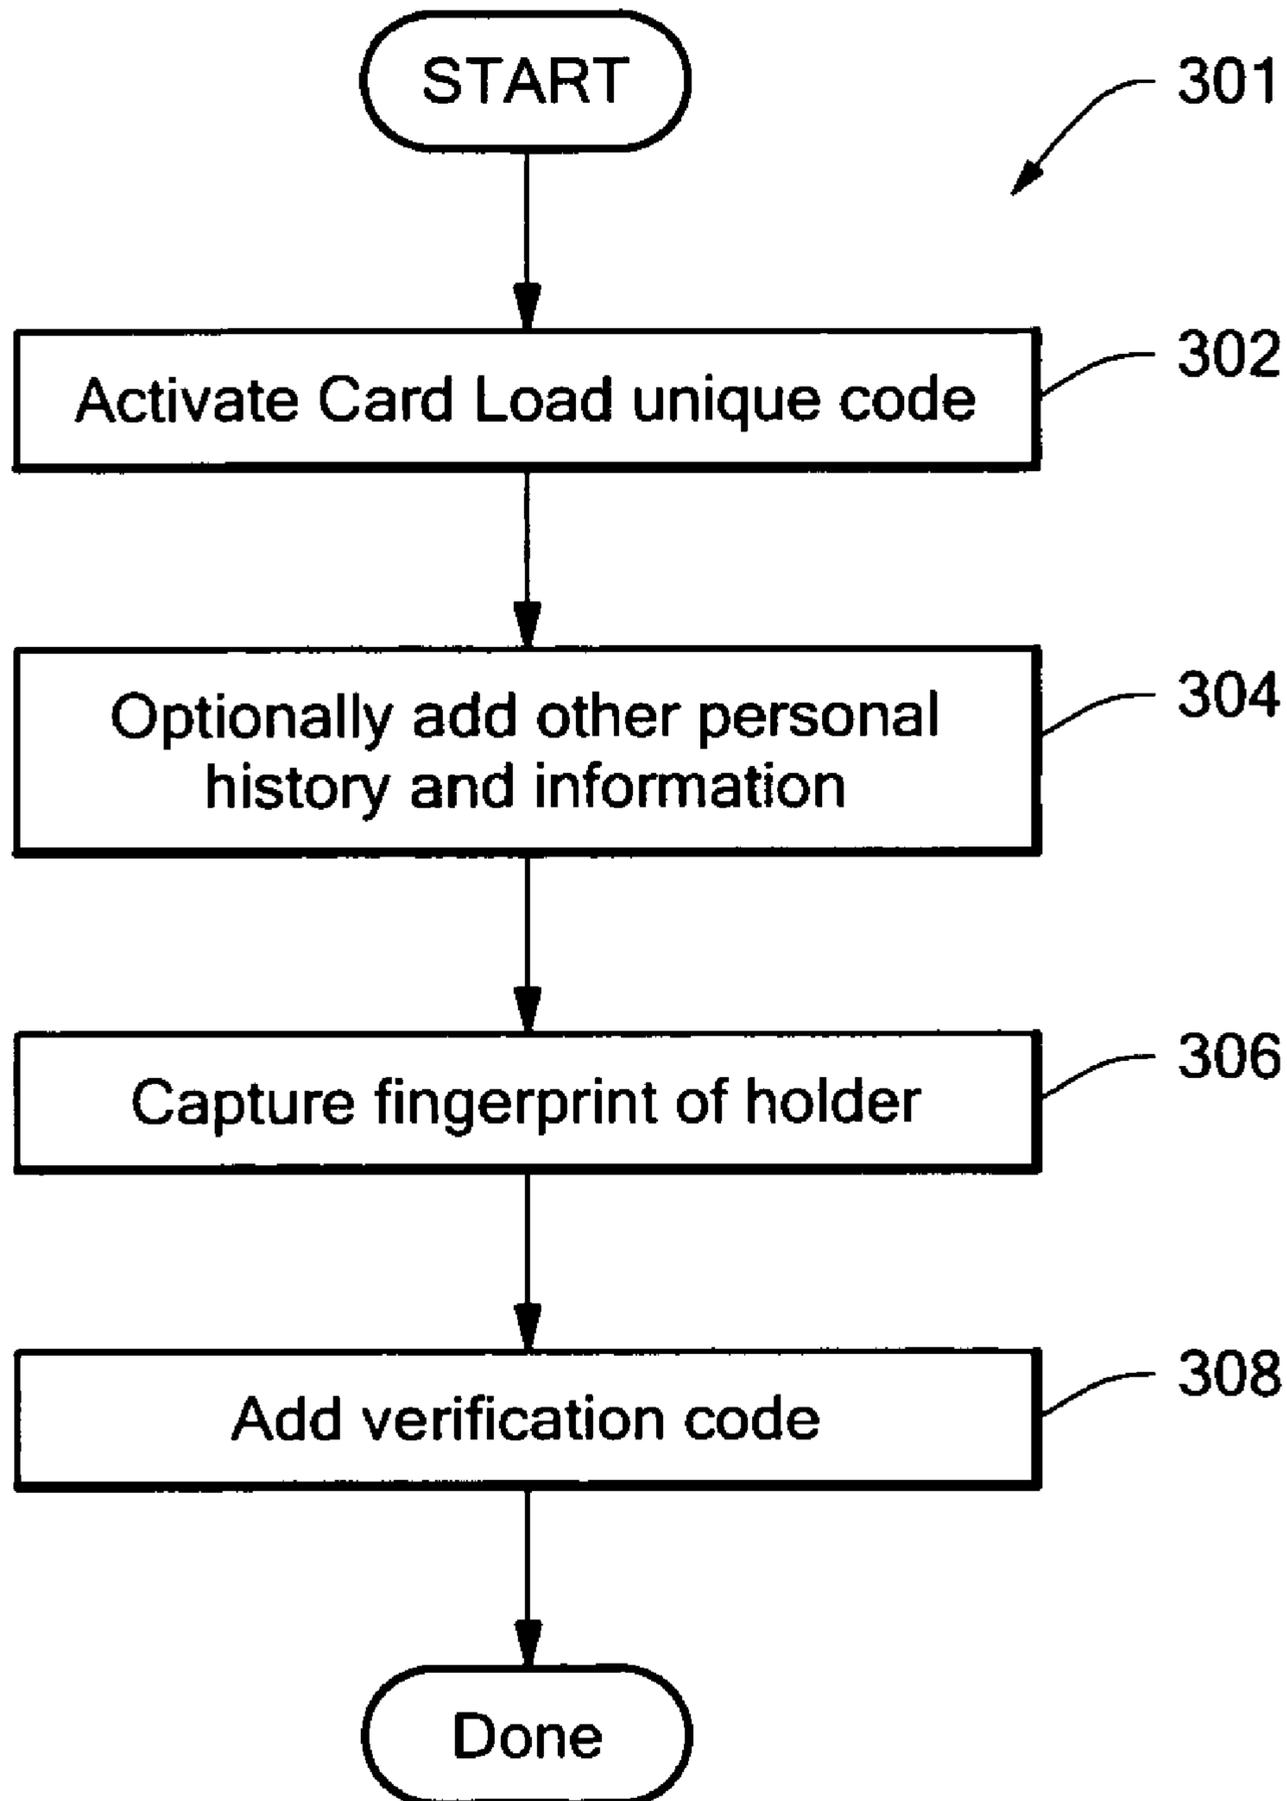 START
301
Activate Card Load unique code
302
Optionally add other personal
history and information
304
Capture fingerprint of holder
306
Add verification code
308
Done